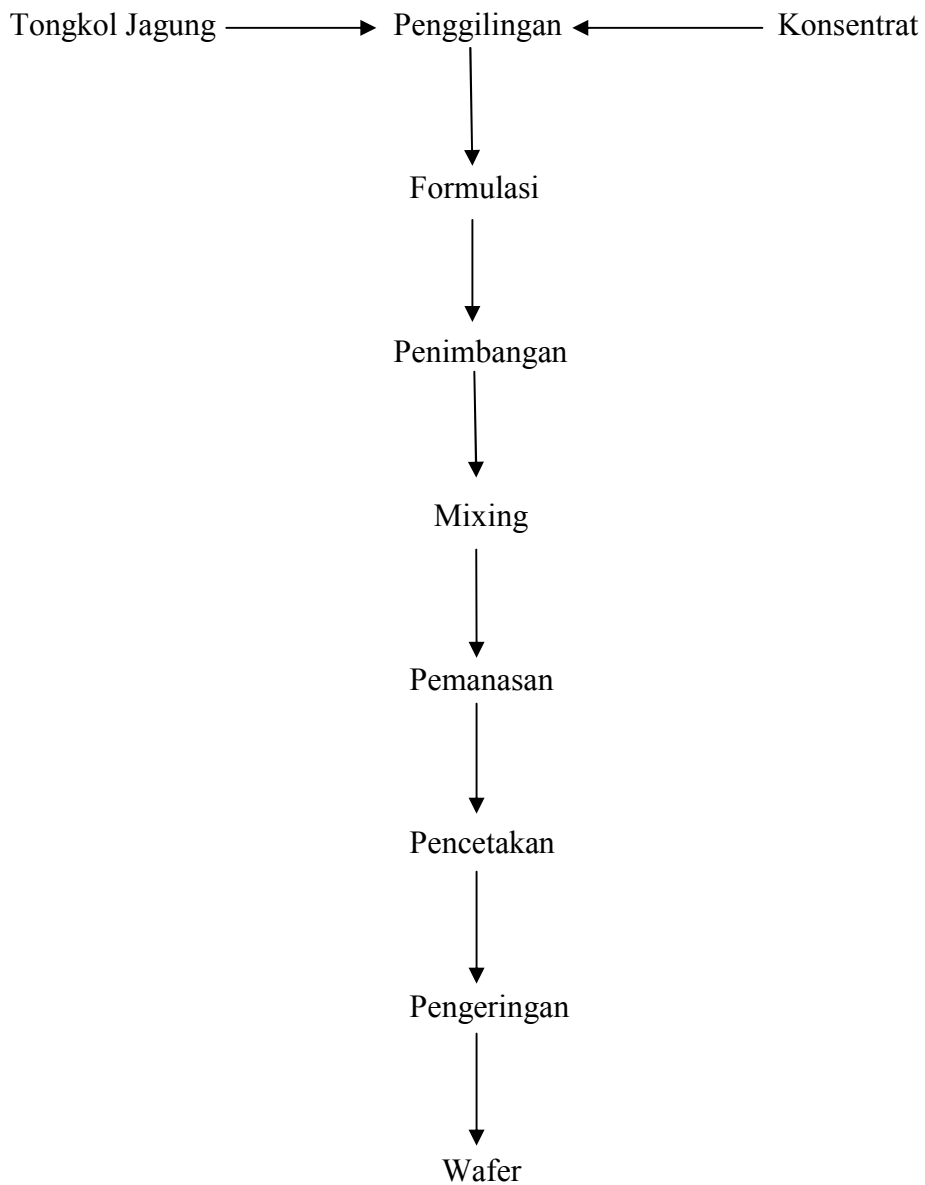 Tongkol Jagung Penggilingan Konsentrat
Formulasi
Penimbangan
Mixing
Pemanasan
Pencetakan
Pengeringan
Wafer